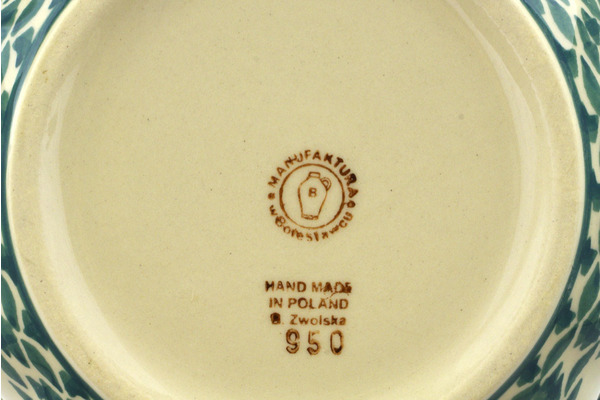 MANUFAKTURA
w Bolesławcu
B
HAND MADE
IN POLAND
B. Zwolska
950